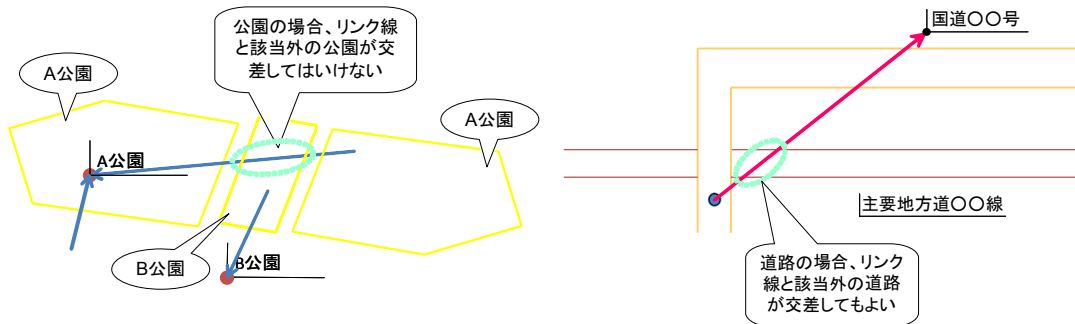 公園の場合、リンク線
と該当外の公園が交
差してはいけない
A公園
A公園
A公園
B公園
B公園
国道〇〇号
主要地方道〇〇線
道路の場合、リンク
線と該当外の道路
が交差してもよい